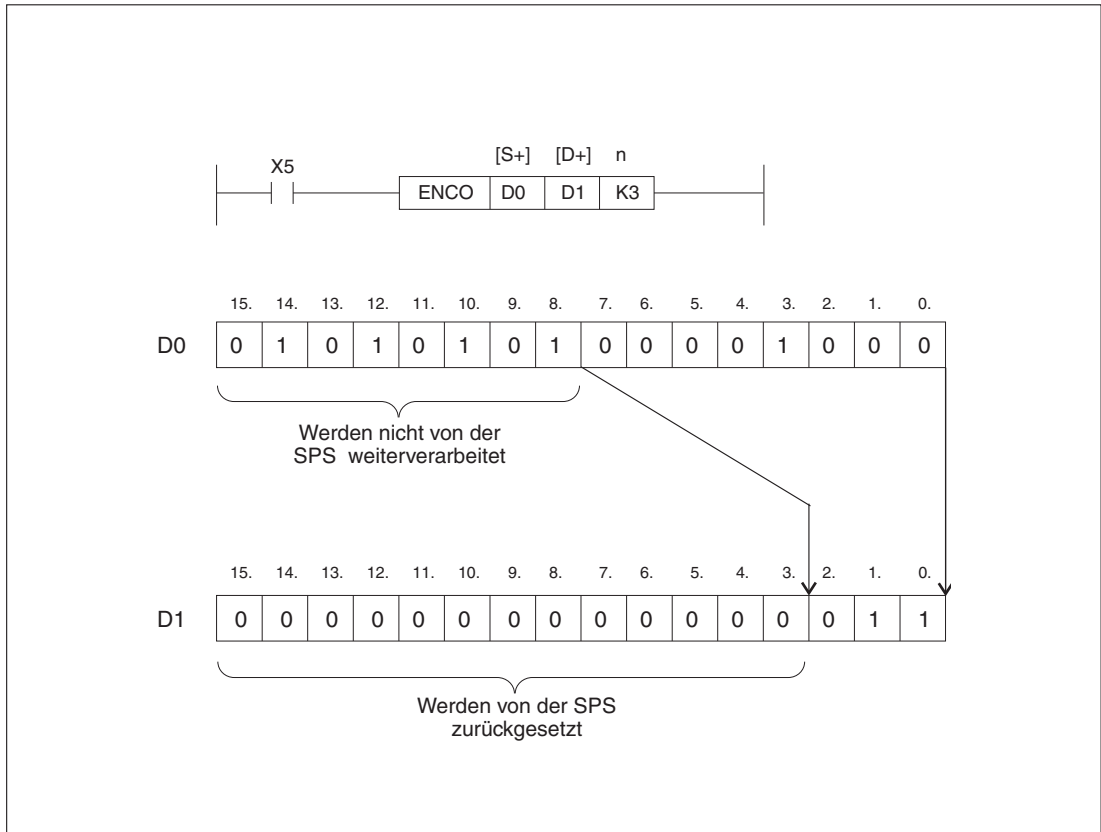 [S+] [D+] n
X5
ENCO D0 D1 K3
15. 14. 13. 12. 11. 10. 9. 8. 7. 6. 5. 4. 3. 2. 1. 0.
D0 0 1 0 1 0 1 0 1 0 0 0 0 1 0 0 0
Werden nicht von der
SPS weiterverarbeitet
15. 14. 13. 12. 11. 10. 9. 8. 7. 6. 5. 4. 3. 2. 1. 0.
D1 0 0 0 0 0 0 0 0 0 0 0 0 0 0 1 1
Werden von der SPS
zurückgesetzt